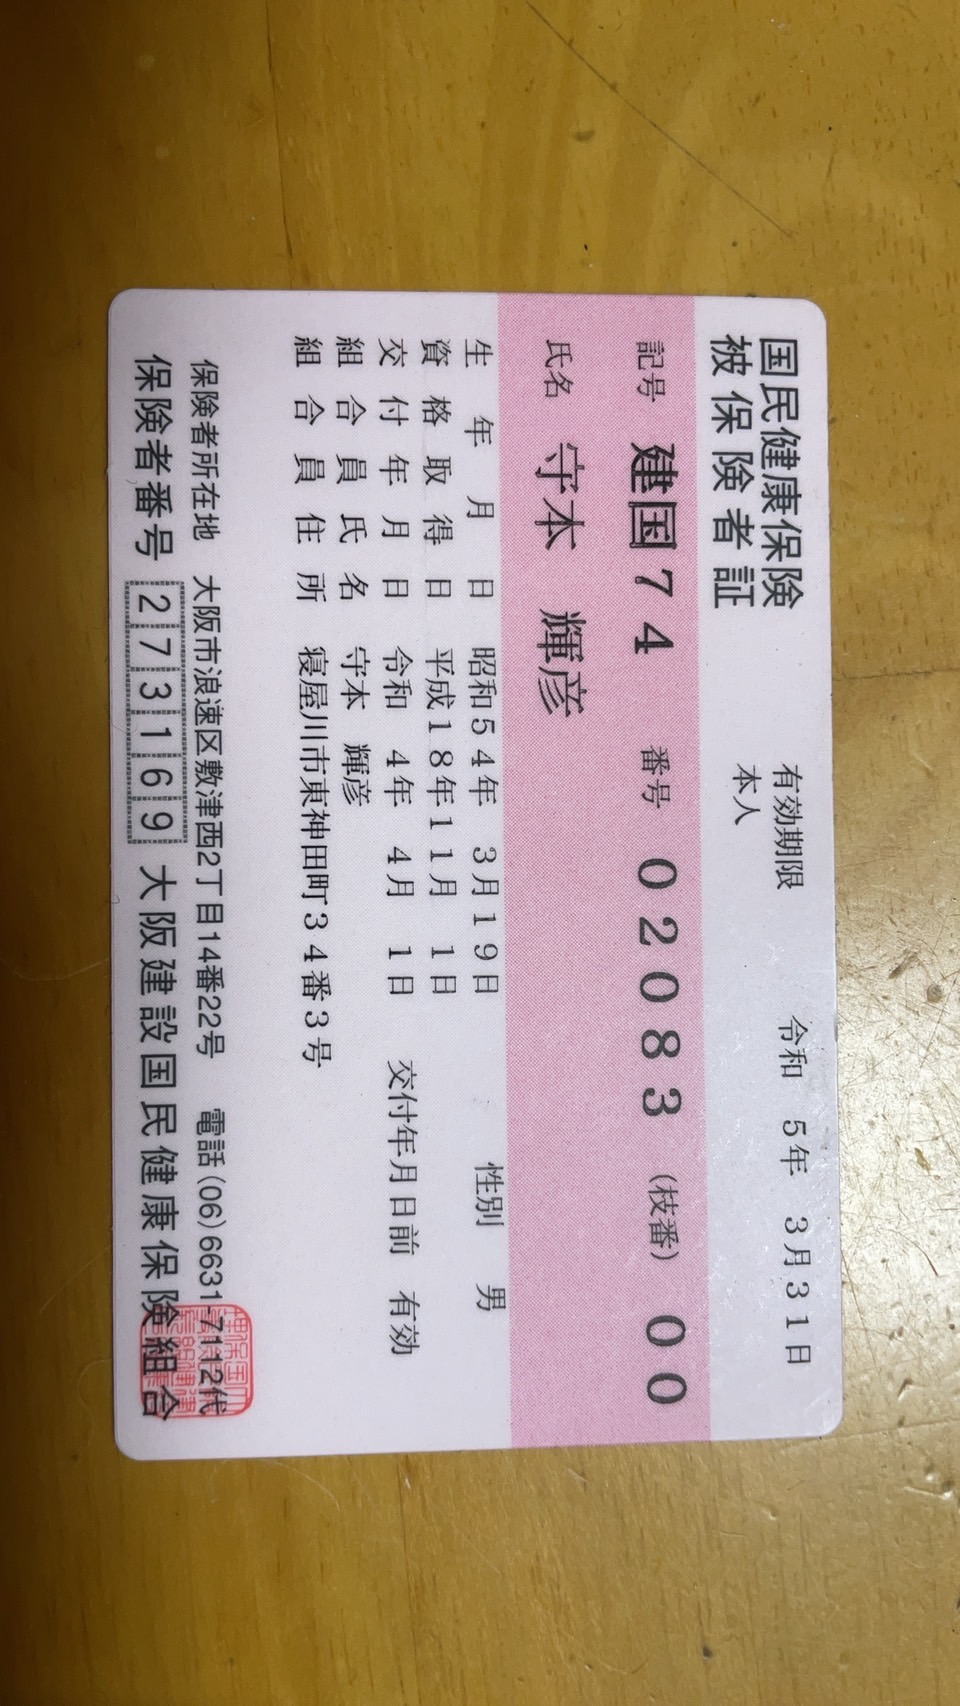 国民健康保険
被保険者証
有効期限 令和 5年 3月31日
本人
記号 建国74 番号 02083 (枝番) 00
氏名 守本 輝彦
生年月日 昭和54年 3月19日 性別 男
資格取得日 平成18年11月 1日
交付年月日 令和 4年 4月 1日 交付年月日前 有効
組合員氏名 守本 輝彦
組合員住所 寝屋川市東神田町34番3号
保険者所在地 大阪市浪速区敷津西2丁目14番22号 電話(06)6631-7112代
保険者番号 273169 大阪建設国民健康保険組合